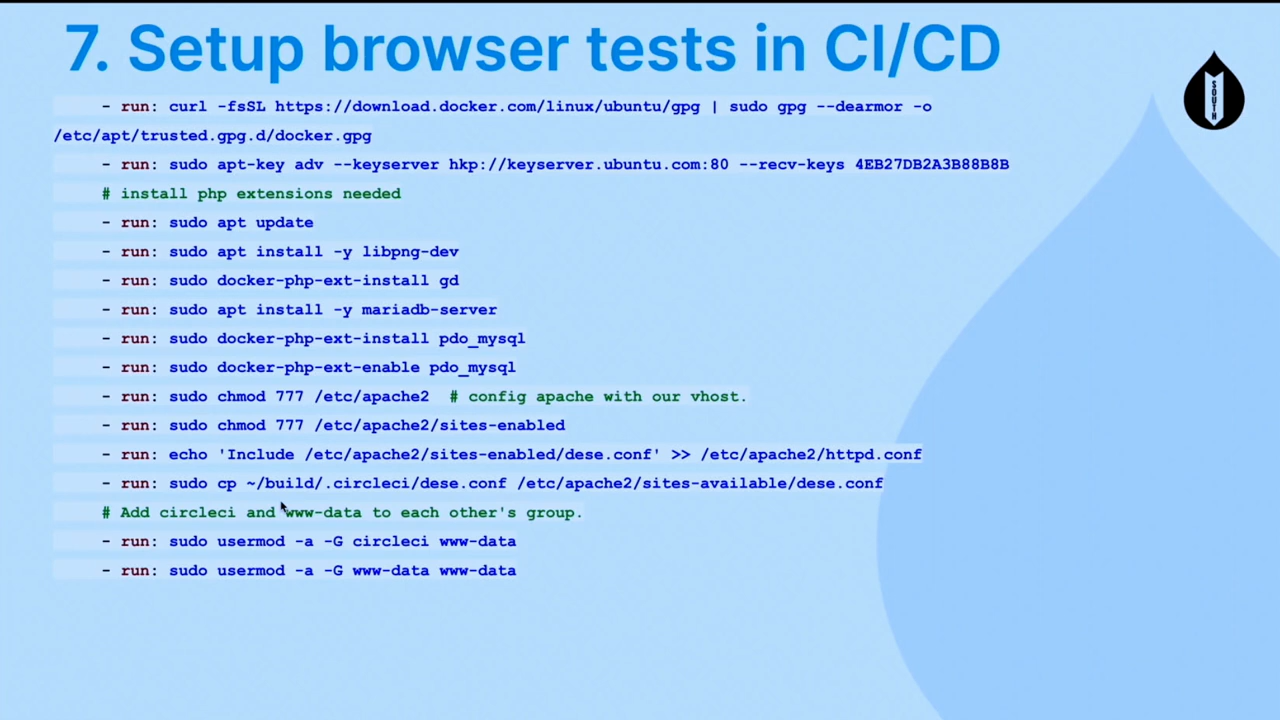 7. Setup browser tests in CI/CD
- run: curl -fsSL https://download.docker.com/linux/ubuntu/gpg | sudo gpg --dearmor -o
/etc/apt/trusted.gpg.d/docker.gpg
- run: sudo apt-key adv --keyserver hkp://keyserver.ubuntu.com:80 --recv-keys 4EB27DB2A3B88B8B
# install php extensions needed
- run: sudo apt update
- run: sudo apt install -y libpng-dev
- run: sudo docker-php-ext-install gd
- run: sudo apt install -y mariadb-server
- run: sudo docker-php-ext-install pdo_mysql
- run: sudo docker-php-ext-enable pdo_mysql
- run: sudo chmod 777 /etc/apache2  # config apache with our vhost.
- run: sudo chmod 777 /etc/apache2/sites-enabled
- run: echo 'Include /etc/apache2/sites-enabled/dese.conf' >> /etc/apache2/httpd.conf
- run: sudo cp ~/build/.circleci/dese.conf /etc/apache2/sites-available/dese.conf
# Add circleci and www-data to each other's group.
- run: sudo usermod -a -G circleci www-data
- run: sudo usermod -a -G www-data www-data
SOUTH